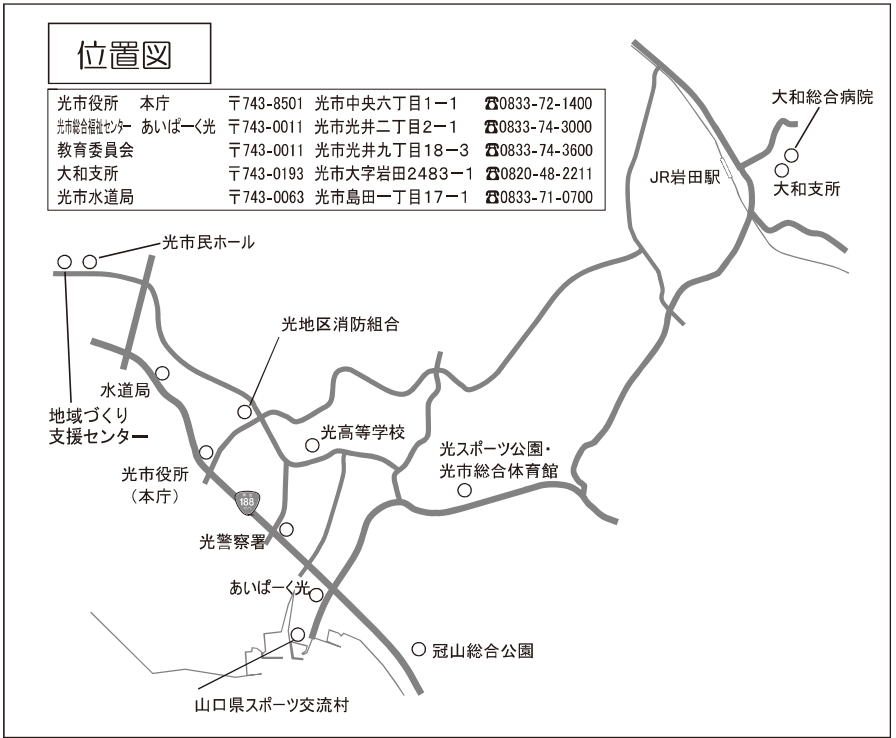 位置図
光市役所 本庁 〒743-8501 光市中央六丁目1-1 ☎0833-72-1400
光市総合福祉センター あいぱーく光 〒743-0011 光市光井二丁目2-1 ☎0833-74-3000
教育委員会 〒743-0011 光市光井九丁目18-3 ☎0833-74-3600
大和支所 〒743-0193 光市大字岩田2483-1 ☎0820-48-2211
光市水道局 〒743-0063 光市島田一丁目17-1 ☎0833-71-0700
大和総合病院
JR岩田駅
大和支所
光市民ホール
光地区消防組合
水道局
地域づくり
支援センター
光高等学校
光スポーツ公園・
光市総合体育館
光市役所
(本庁)
188
光警察署
あいぱーく光
冠山総合公園
山口県スポーツ交流村